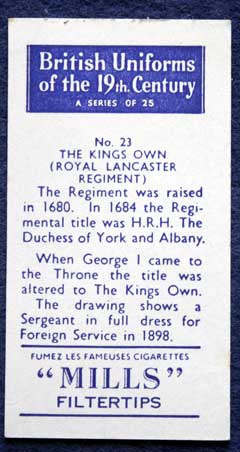 British Uniforms
of the 19th. Century
A SERIES OF 25
No. 23
THE KINGS OWN
(ROYAL LANCASTER
REGIMENT)
The Regiment was raised
in 1680. In 1684 the Regi-
mental title was H.R.H. The
Duchess of York and Albany.
When George I came to
the Throne the title was
altered to The Kings Own.
The drawing shows a
Sergeant in full dress for
Foreign Service in 1898.
FUMEZ LES FAMEUSES CIGARETTES
"MILLS"
FILTERTIPS